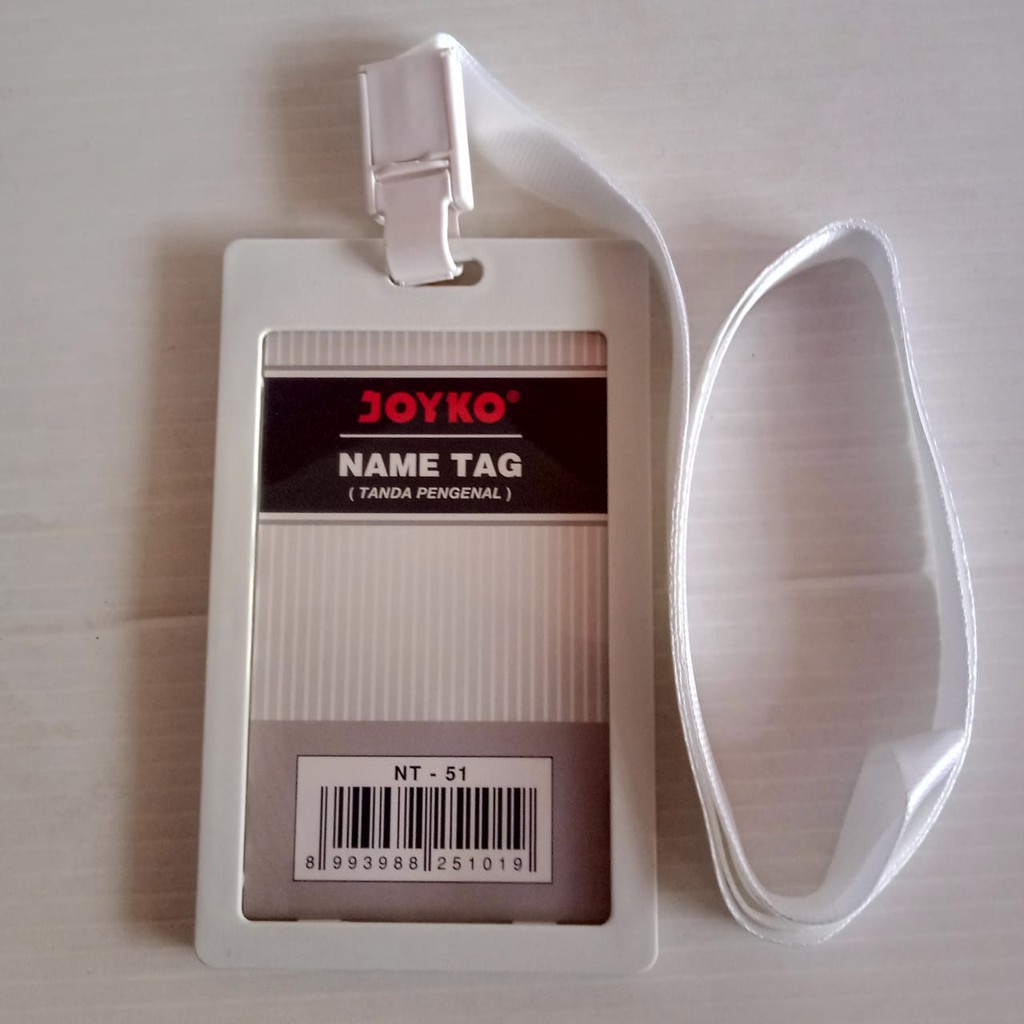 JOYKO®
NAME TAG
( TANDA PENGENAL )
NT - 51
8 993988 251019